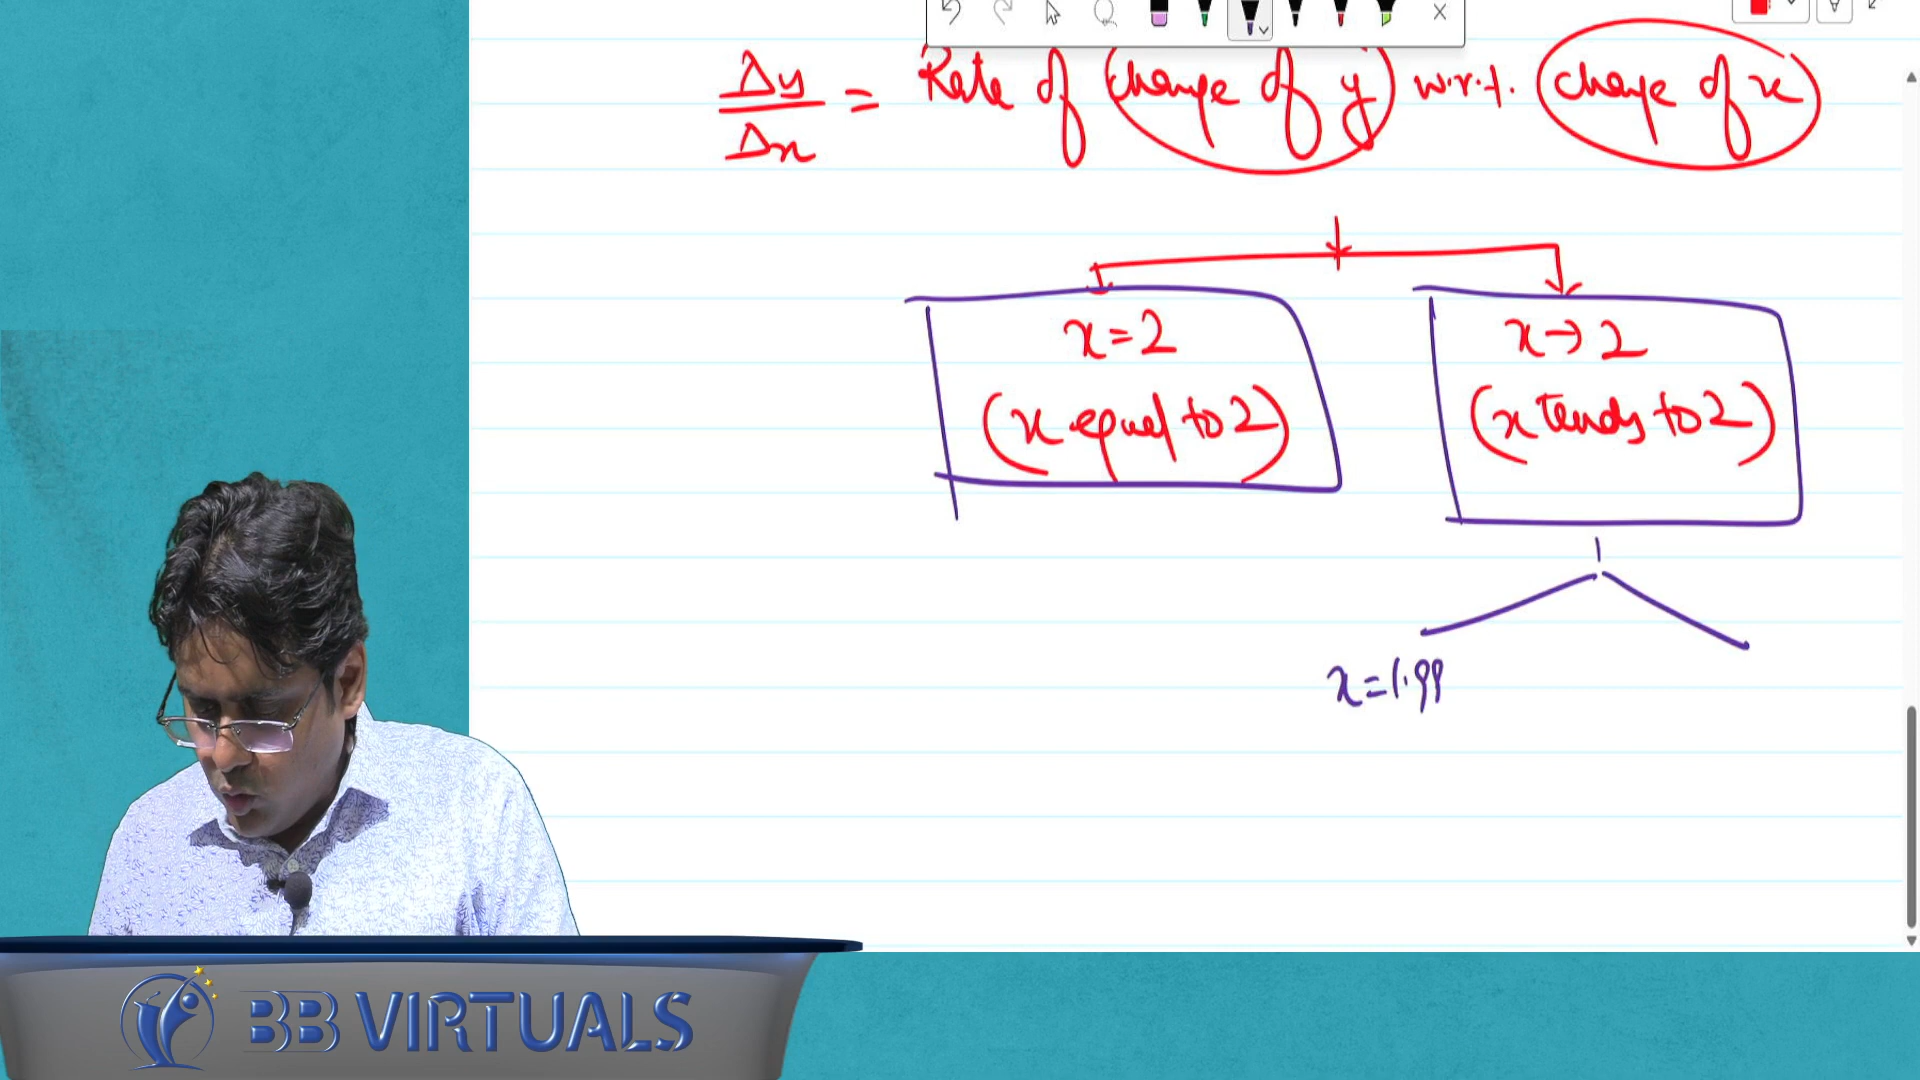 Δy/Δx = Rate of change of y w.r.t. change of x
x=2
x→2
(x equal to 2)
(x tends to 2)
x=1.99
BB VIRTUALS